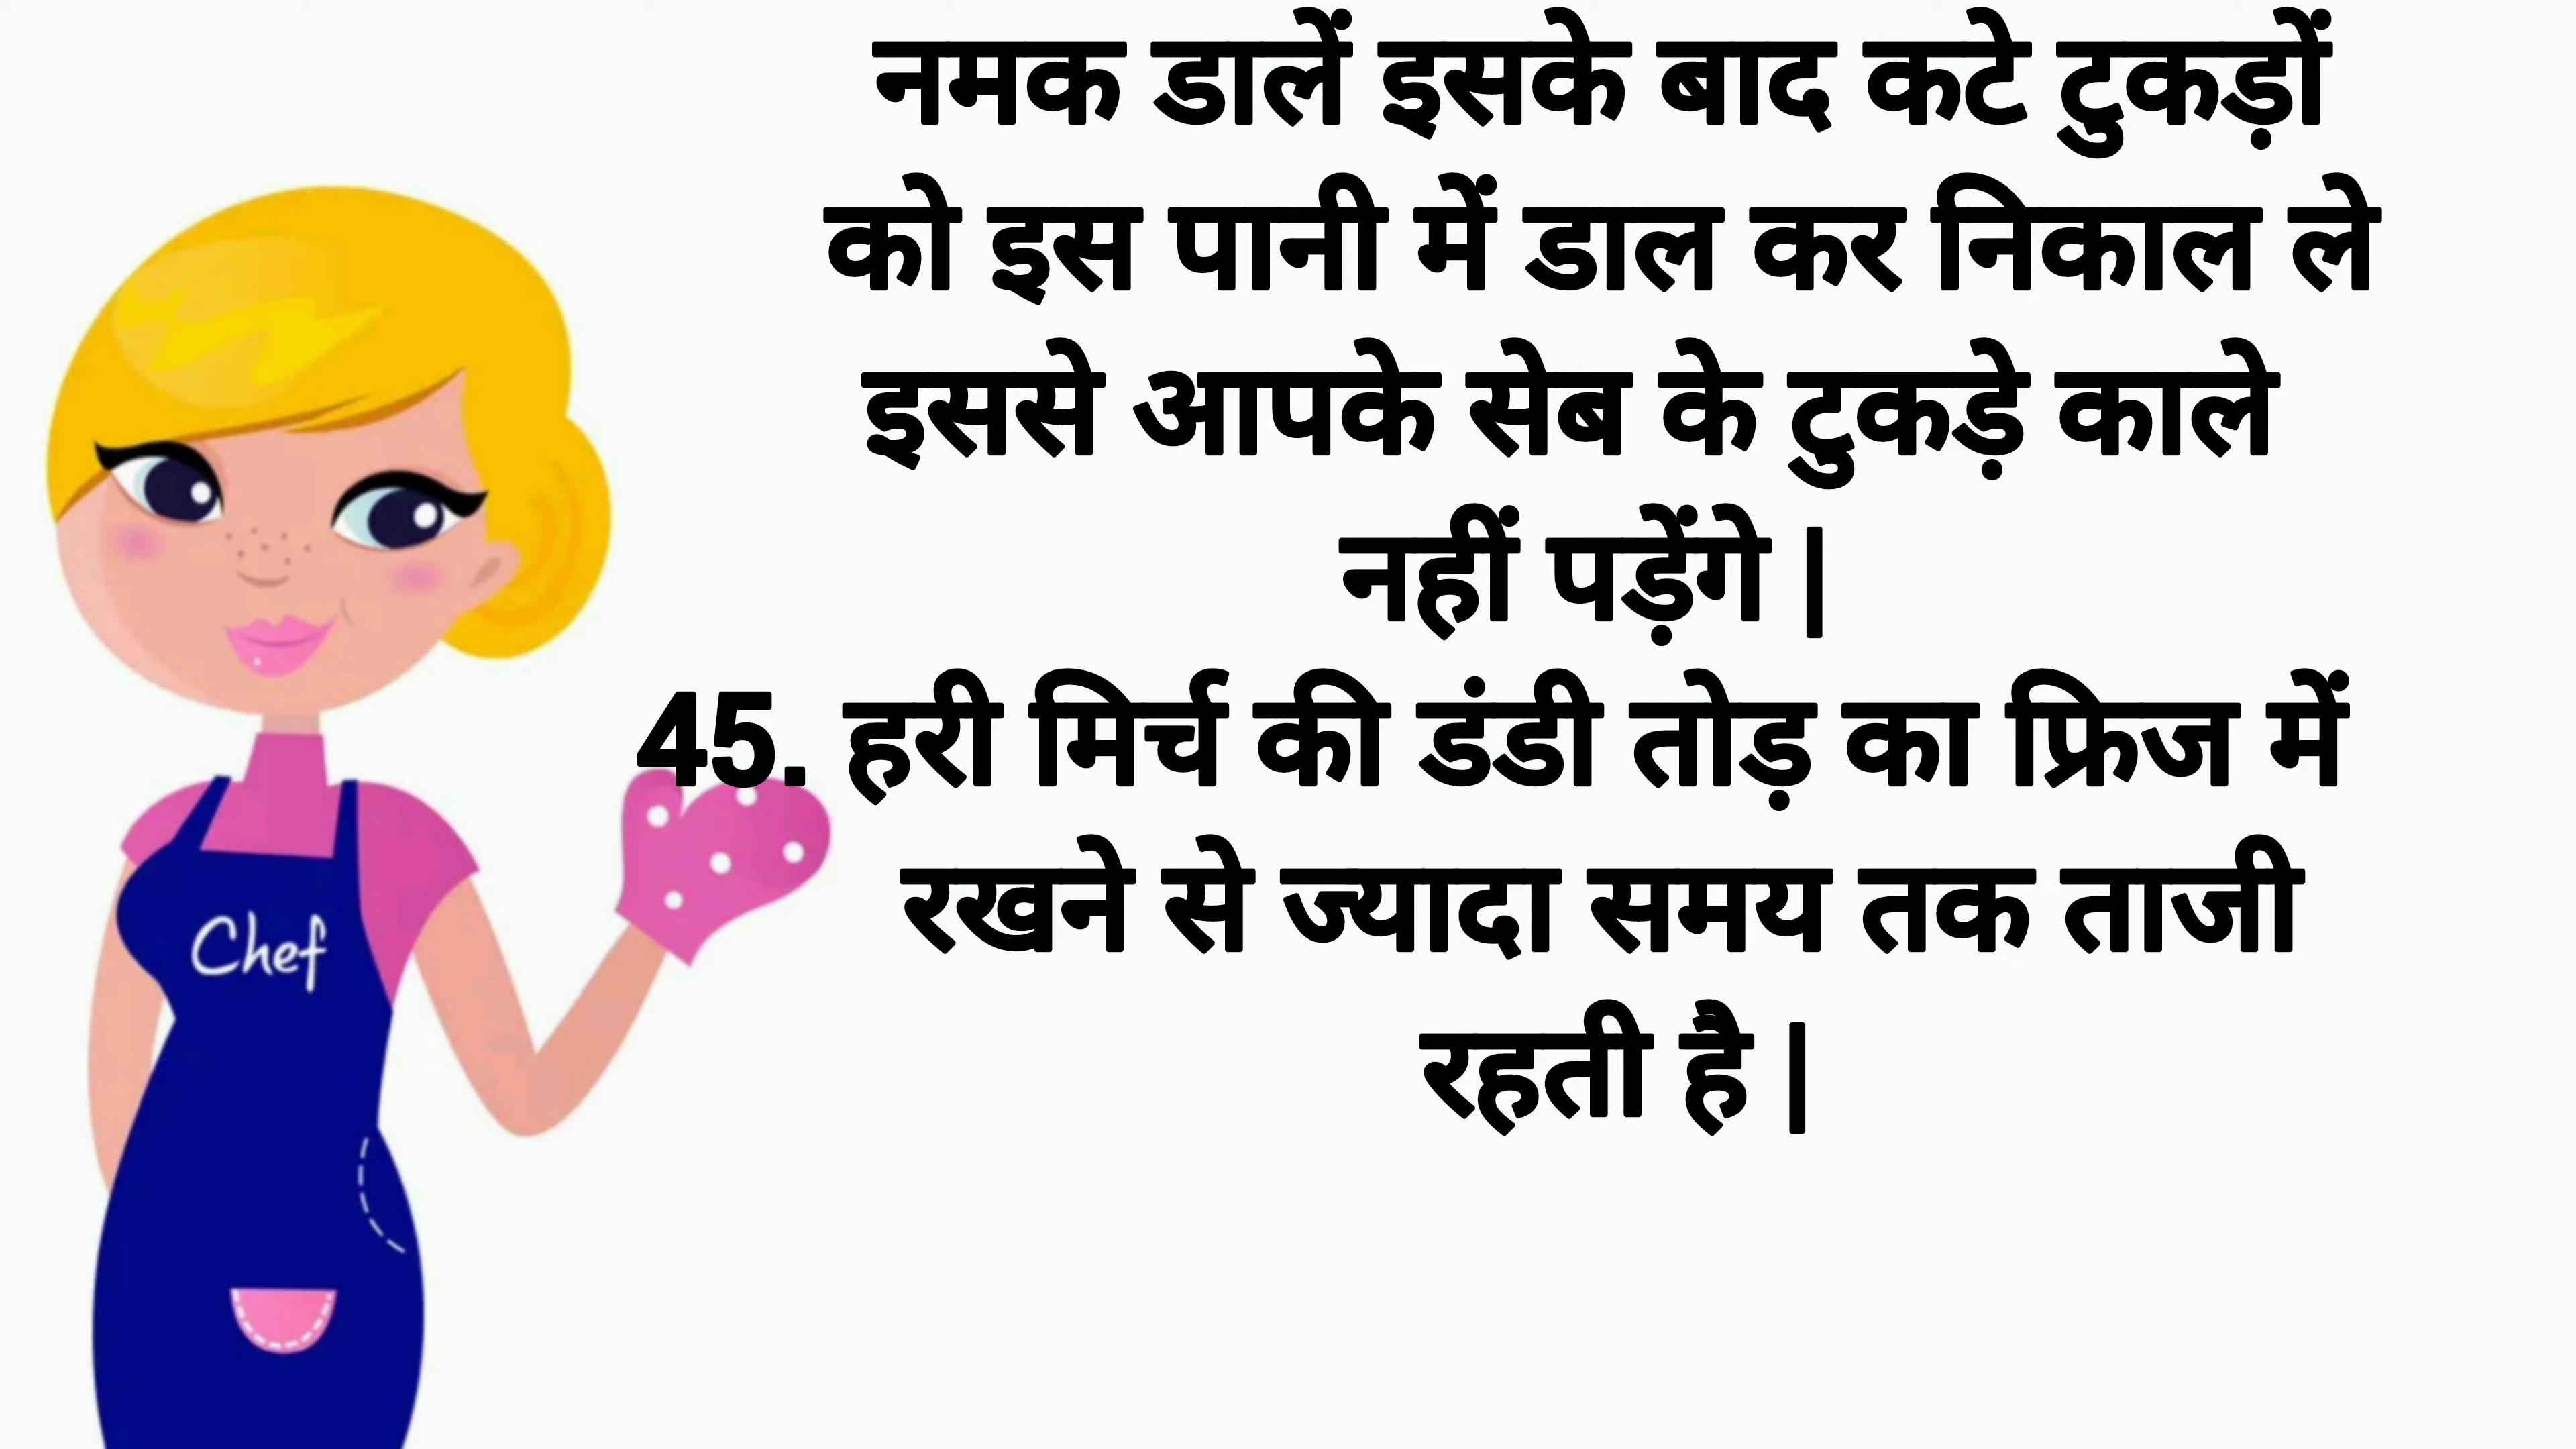 नमक डालें इसके बाद कटे टुकड़ों
को इस पानी में डाल कर निकाल ले
इससे आपके सेब के टुकड़े काले
नहीं पड़ेंगे |
45. हरी मिर्च की डंडी तोड़ का फ्रिज में
रखने से ज्यादा समय तक ताजी
रहती है |
Chef